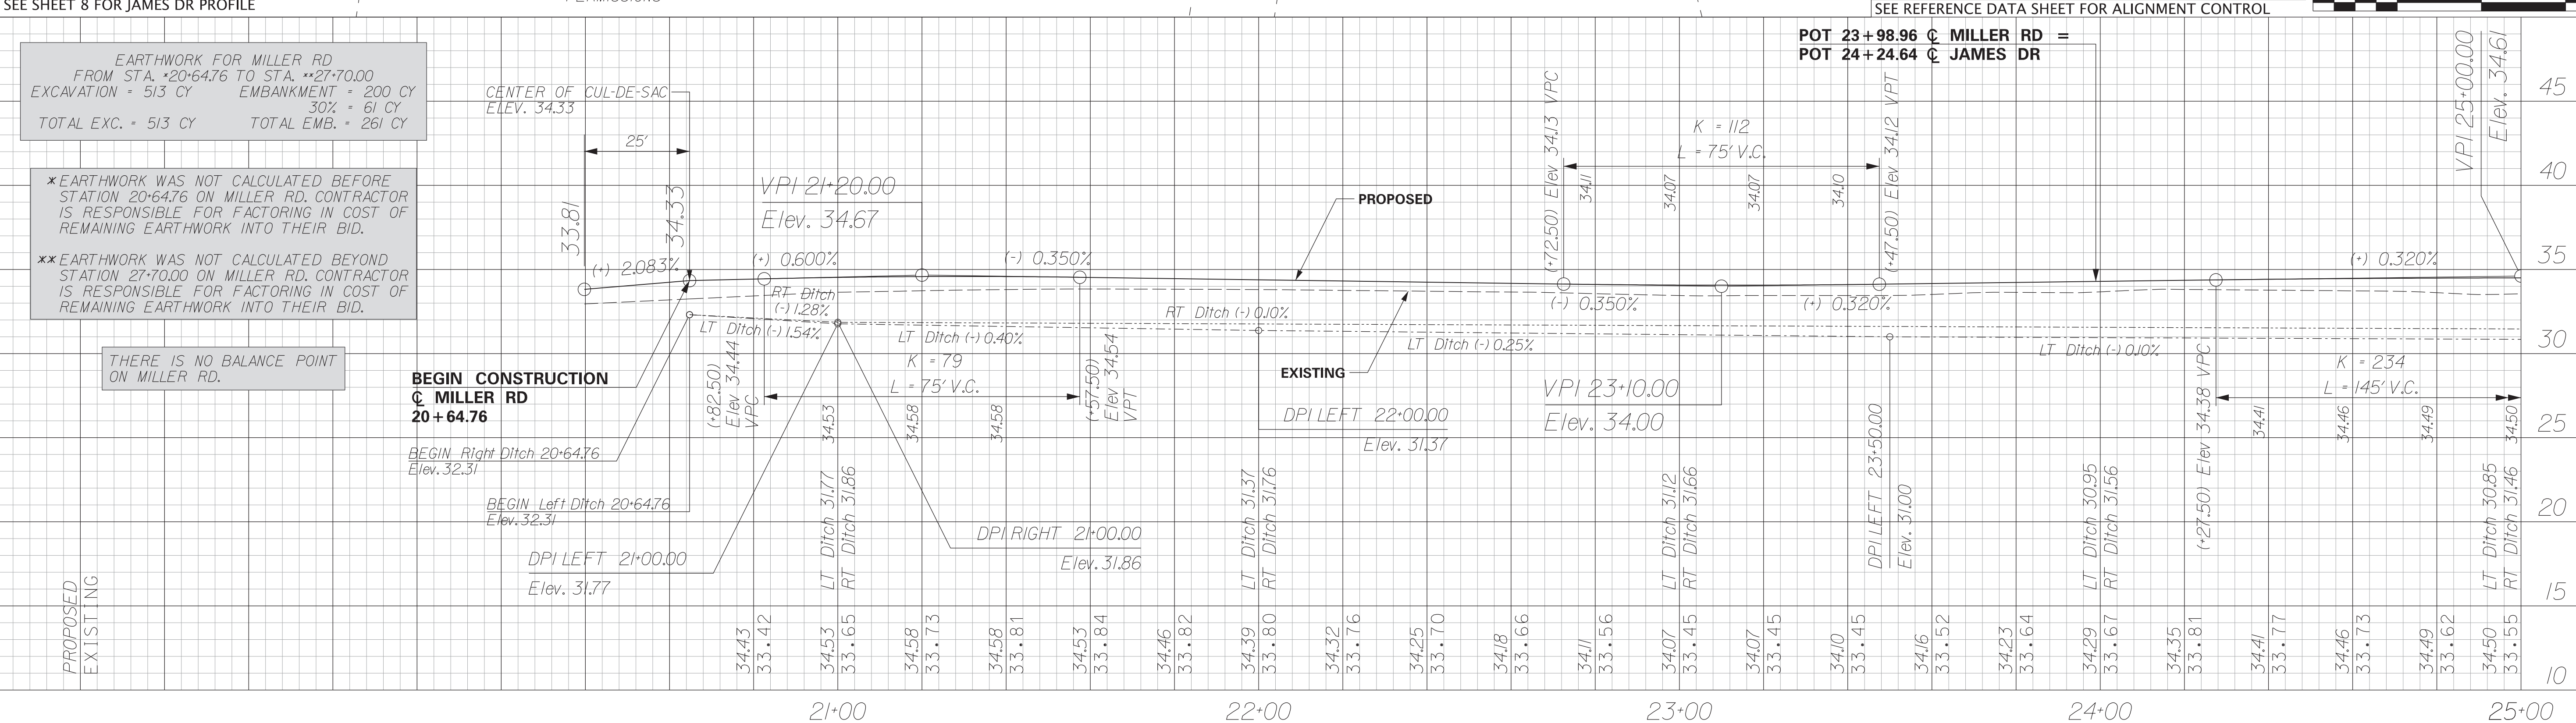 SEE SHEET 8 FOR JAMES DR PROFILE
SEE REFERENCE DATA SHEET FOR ALIGNMENT CONTROL
EARTHWORK FOR MILLER RD
FROM STA. *20+64.76 TO STA. **27+70.00
EXCAVATION = 513 CY EMBANKMENT = 200 CY
30% = 61 CY
TOTAL EXC. = 513 CY TOTAL EMB. = 261 CY
* EARTHWORK WAS NOT CALCULATED BEFORE
STATION 20+64.76 ON MILLER RD. CONTRACTOR
IS RESPONSIBLE FOR FACTORING IN COST OF
REMAINING EARTHWORK INTO THEIR BID.
** EARTHWORK WAS NOT CALCULATED BEYOND
STATION 27+70.00 ON MILLER RD. CONTRACTOR
IS RESPONSIBLE FOR FACTORING IN COST OF
REMAINING EARTHWORK INTO THEIR BID.
THERE IS NO BALANCE POINT
ON MILLER RD.
CENTER OF CUL-DE-SAC
ELEV. 34.33
25'
33.81
34.33
(+) 2.083%
VPI 21+20.00
Elev. 34.67
(+) 0.600%
(-) 0.350%
PROPOSED
EXISTING
RT Ditch
(-) 1.28%
LT Ditch (-) 1.54%
LT Ditch (-) 0.40%
K = 79
L = 75' V.C.
(+82.50)
Elev 34.44
VPC
(+57.50)
Elev 34.54
VPT
34.53
34.58
34.58
BEGIN CONSTRUCTION
℄ MILLER RD
20+64.76
BEGIN Right Ditch 20+64.76
Elev. 32.31
BEGIN Left Ditch 20+64.76
Elev. 32.31
DPI LEFT 21+00.00
Elev. 31.77
DPI RIGHT 21+00.00
Elev. 31.86
LT Ditch 31.77
RT Ditch 31.86
RT Ditch (-) 0.10%
LT Ditch (-) 0.25%
DPI LEFT 22+00.00
Elev. 31.37
LT Ditch 31.37
RT Ditch 31.76
(+72.50) Elev 34.13 VPC
K = 112
L = 75' V.C.
34.11
34.07
34.07
34.10
(+47.50) Elev 34.12 VPT
(-) 0.350%
(+) 0.320%
VPI 23+10.00
Elev. 34.00
LT Ditch 31.12
RT Ditch 31.66
DPI LEFT 23+50.00
Elev. 31.00
POT 23+98.96 ℄ MILLER RD =
POT 24+24.64 ℄ JAMES DR
LT Ditch (-) 0.10%
LT Ditch 30.95
RT Ditch 31.56
(+27.50) Elev 34.38 VPC
(+) 0.320%
K = 234
L = 145' V.C.
34.41
34.46
34.49
34.50
VPI 25+00.00
Elev. 34.61
LT Ditch 30.85
RT Ditch 31.46
45
40
35
30
25
20
15
10
PROPOSED
EXISTING
34.43
33.42
34.53
33.65
34.58
33.73
34.58
33.81
34.53
33.84
34.46
33.82
34.39
33.80
34.32
33.76
34.25
33.70
34.18
33.66
34.11
33.56
34.07
33.45
34.07
33.45
34.10
33.45
34.16
33.52
34.23
33.64
34.29
33.67
34.35
33.81
34.41
33.77
34.46
33.73
34.49
33.62
34.50
33.55
21+00
22+00
23+00
24+00
25+00